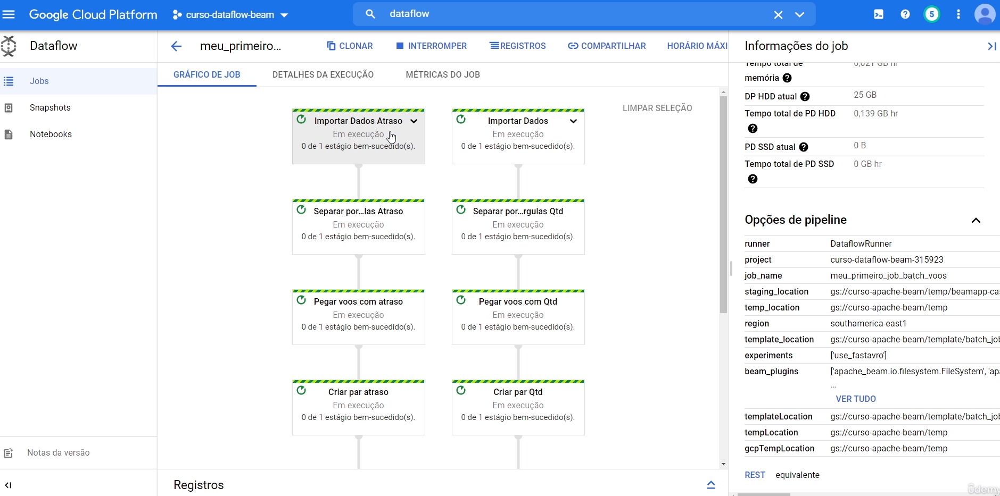 Google Cloud Platform
curso-dataflow-beam
dataflow
5
Dataflow
Jobs
Snapshots
Notebooks
Notas da versão
meu_primeiro...
CLONAR
INTERROMPER
REGISTROS
COMPARTILHAR
HORÁRIO MÁXI
GRÁFICO DE JOB
DETALHES DA EXECUÇÃO
MÉTRICAS DO JOB
LIMPAR SELEÇÃO
Importar Dados Atraso
Em execução
0 de 1 estágio bem-sucedido(s).
Importar Dados
Em execução
0 de 1 estágio bem-sucedido(s).
Separar por...las Atraso
Em execução
0 de 1 estágio bem-sucedido(s).
Separar por...rgulas Qtd
Em execução
0 de 1 estágio bem-sucedido(s).
Pegar voos com atraso
Em execução
0 de 1 estágio bem-sucedido(s).
Pegar voos com Qtd
Em execução
0 de 1 estágio bem-sucedido(s).
Criar par atraso
Em execução
0 de 1 estágio bem-sucedido(s).
Criar par Qtd
Em execução
0 de 1 estágio bem-sucedido(s).
Registros
Informações do job
Tempo total de 0,021 GB hr
memória
DP HDD atual 25 GB
Tempo total de PD HDD 0,139 GB hr
PD SSD atual 0 B
Tempo total de PD SSD 0 GB hr
Opções de pipeline
runner DataflowRunner
project curso-dataflow-beam-315923
job_name meu_primeiro_job_batch_voos
staging_location gs://curso-apache-beam/temp/beamapp-cas
temp_location gs://curso-apache-beam/temp
region southamerica-east1
template_location gs://curso-apache-beam/template/batch_job
experiments ['use_fastavro']
beam_plugins ['apache_beam.io.filesystem.FileSystem', 'apa
...
VER TUDO
templateLocation gs://curso-apache-beam/template/batch_job
tempLocation gs://curso-apache-beam/temp
gcpTempLocation gs://curso-apache-beam/temp
REST equivalente
ûdemy